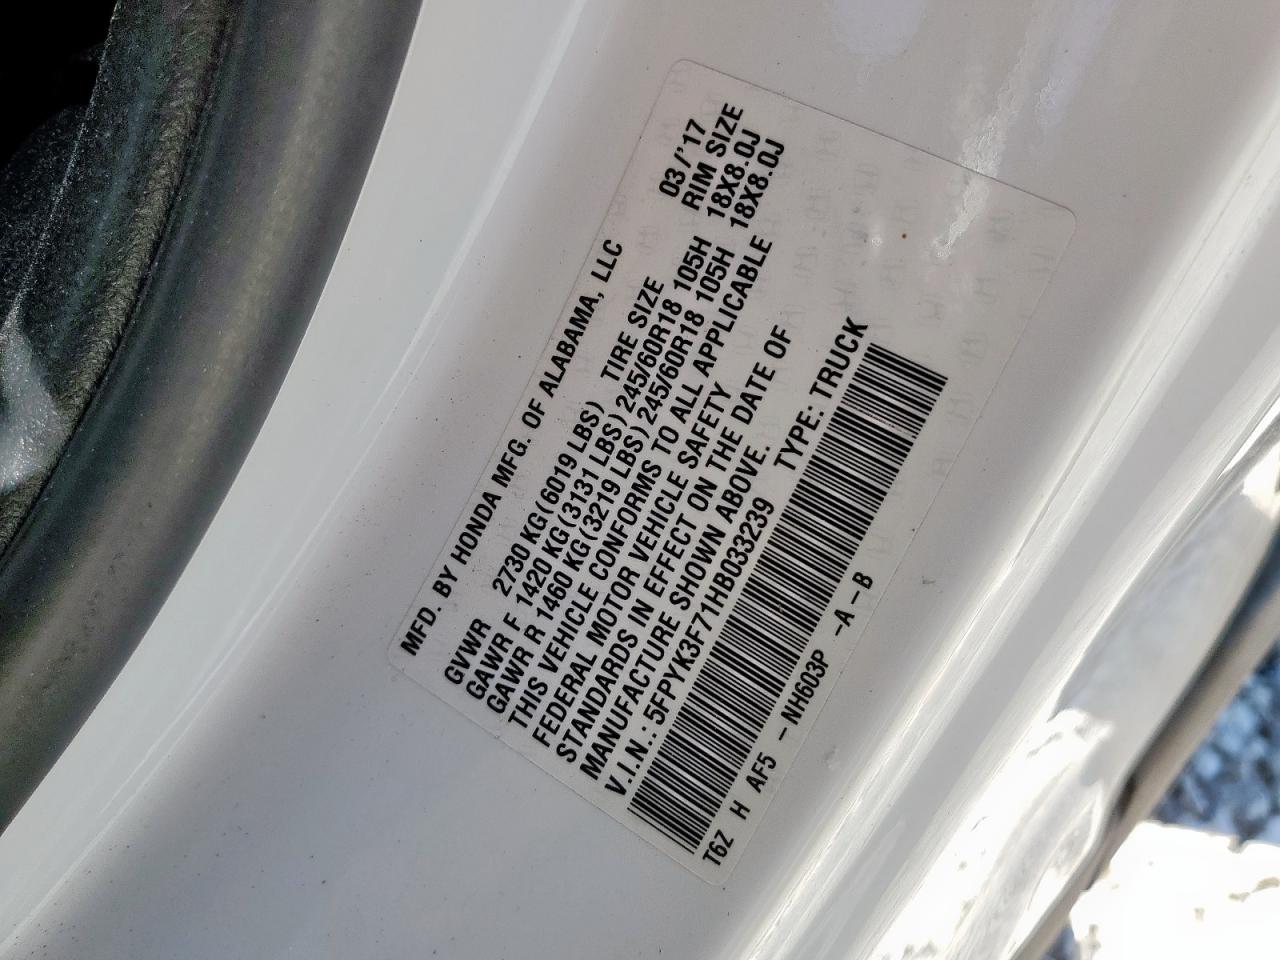 MFD. BY HONDA MFG. OF ALABAMA, LLC 03/'17
GVWR 2730 KG(6019 LBS) TIRE SIZE RIM SIZE
GAWR F 1420 KG(3131 LBS) 245/60R18 105H 18X8.0J
GAWR R 1460 KG(3219 LBS) 245/60R18 105H 18X8.0J
THIS VEHICLE CONFORMS TO ALL APPLICABLE
FEDERAL MOTOR VEHICLE SAFETY
STANDARDS IN EFFECT ON THE DATE OF
MANUFACTURE SHOWN ABOVE.
V.I.N.: 5FPYK3F71HB033239 TYPE: TRUCK
T6Z H AF5 -NH603P -A-B